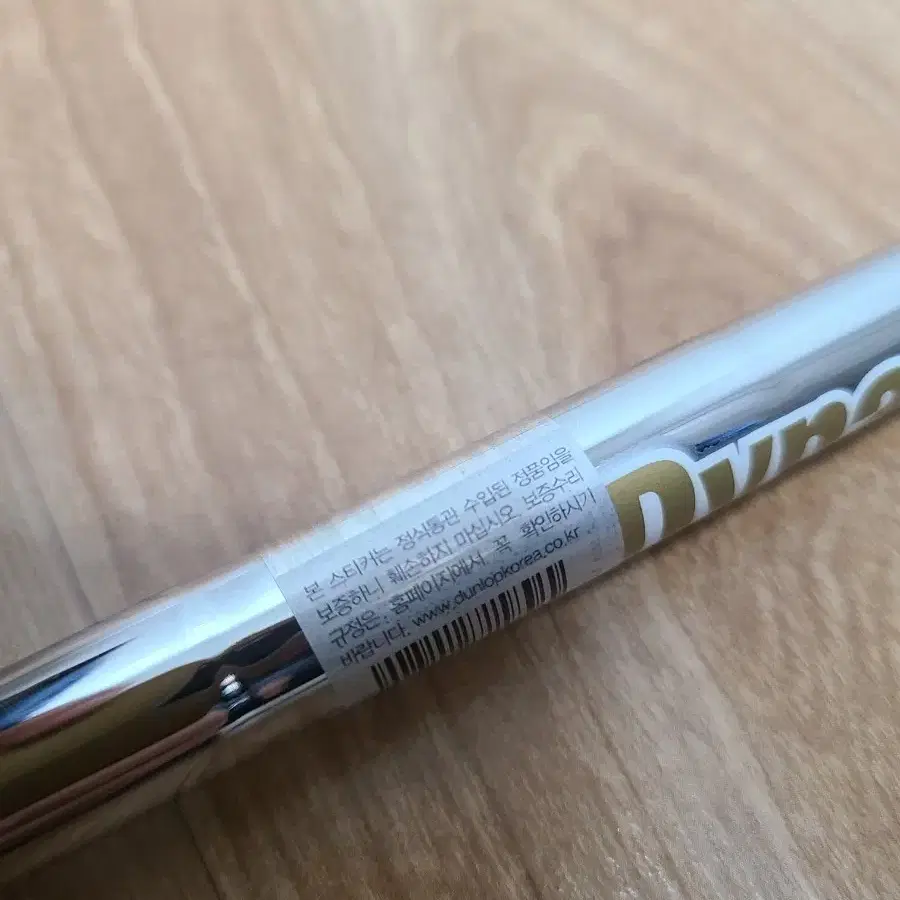 본 스티카는 정식통관 수입된 정품임을
보증하니 훼손하지 마십시오 보증수리
규정은 홈페이지에서 꼭 확인하시기
바랍니다. www.dunlopkorea.co.kr
Dyna